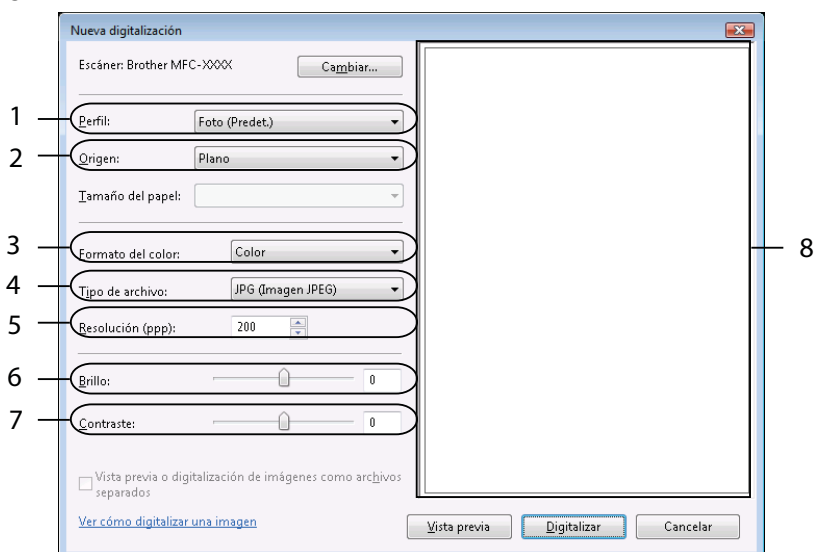 Nueva digitalización
Escáner: Brother MFC-XXXX
Cambiar...
1
Perfil:
Foto (Predet.)
2
Origen:
Plano
Tamaño del papel:
3
Formato del color:
Color
4
Tipo de archivo:
JPG (Imagen JPEG)
5
Resolución (ppp):
200
6
Brillo:
0
7
Contraste:
0
8
Vista previa o digitalización de imágenes como archivos
separados
Ver cómo digitalizar una imagen
Vista previa
Digitalizar
Cancelar